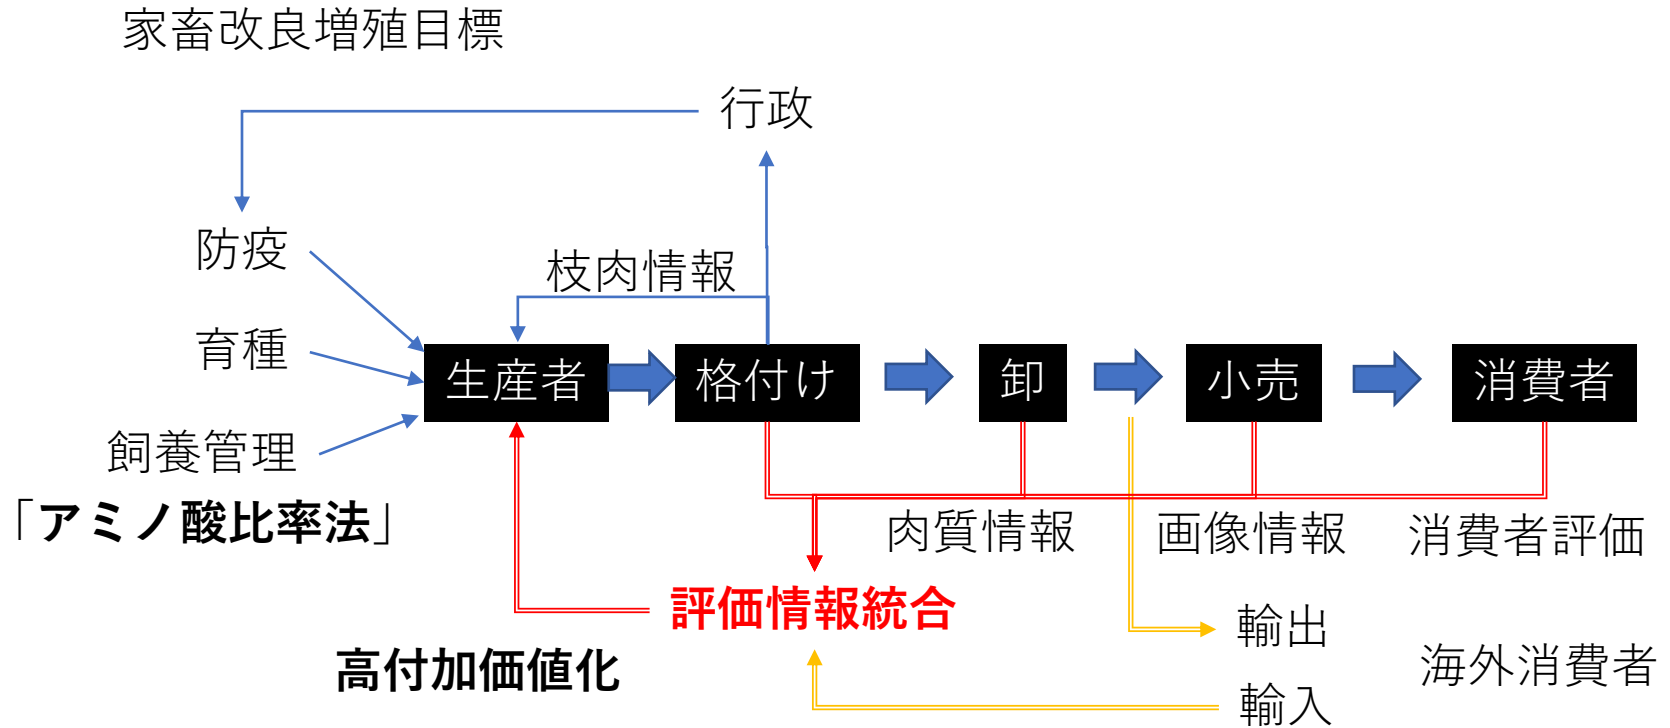 家畜改良増殖目標
行政
防疫
枝肉情報
育種
生産者
格付け
卸
小売
消費者
飼養管理
「アミノ酸比率法」
肉質情報
画像情報
消費者評価
評価情報統合
輸出
高付加価値化
海外消費者
輸入